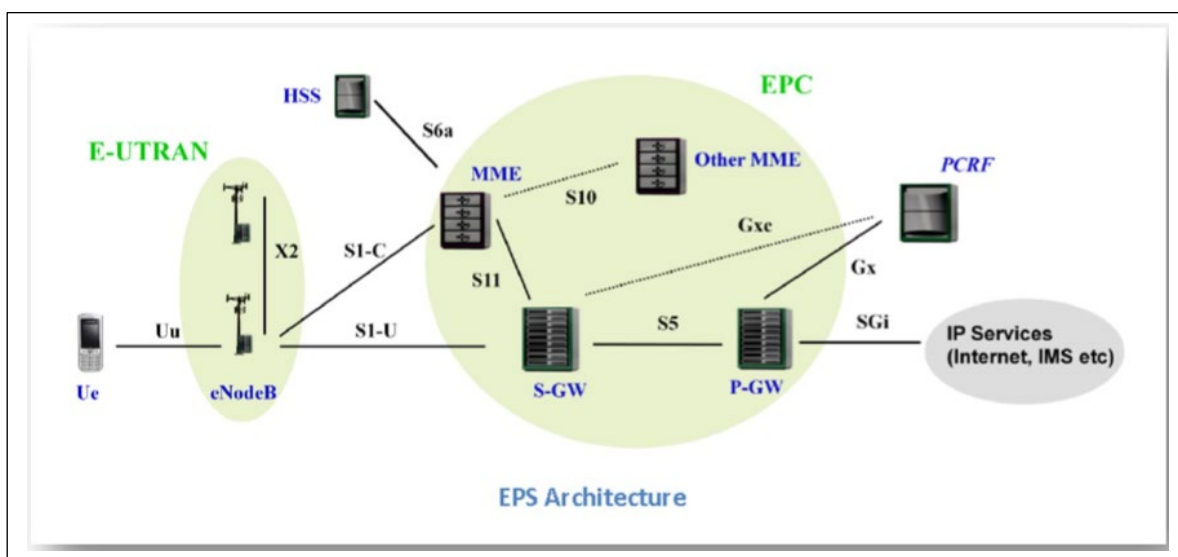 EPC
HSS
S6a
E-UTRAN
MME
Other MME
PCRF
S10
Gxc
X2
S1-C
S11
Gx
Uu
S1-U
S5
SGi
IP Services
(Internet, IMS etc)
Ue
eNodeB
S-GW
P-GW
EPS Architecture